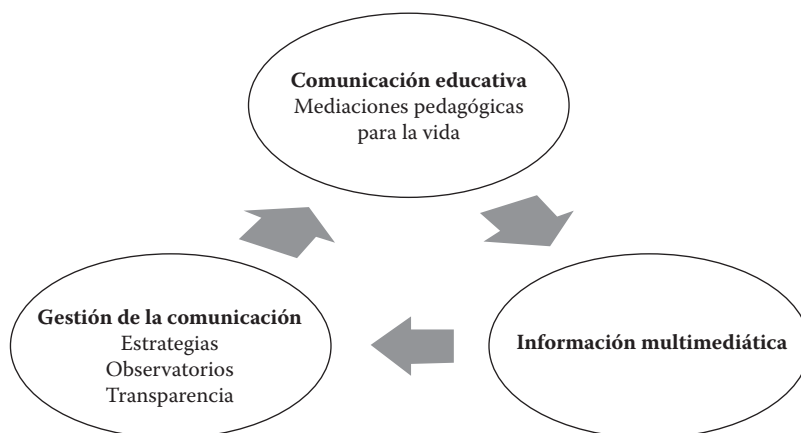 Comunicación educativa
Mediaciones pedagógicas
para la vida
Gestión de la comunicación
Estrategias
Observatorios
Transparencia
Información multimediática